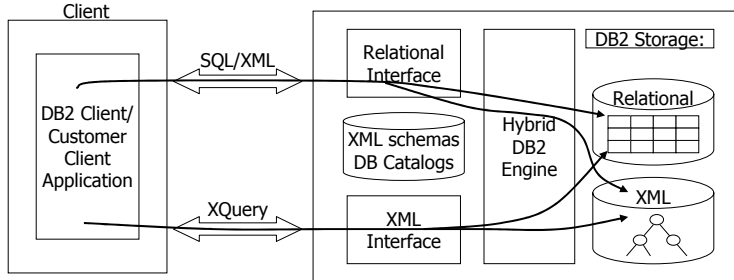 Client
DB2 Client/
Customer
Client
Application
SQL/XML
XQuery
Relational
Interface
XML schemas
DB Catalogs
XML
Interface
Hybrid
DB2
Engine
DB2 Storage:
Relational
XML